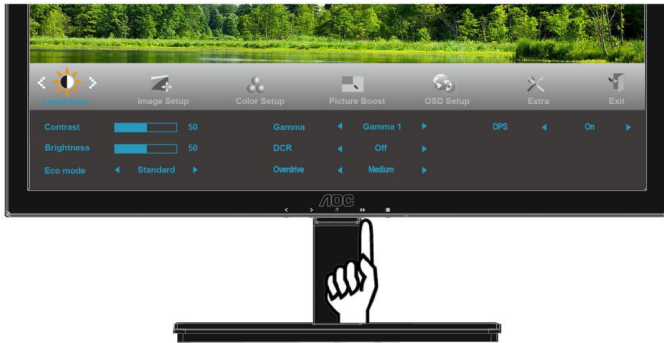 Luminance Image Setup Color Setup Picture Boost OSD Setup Extra Exit
Contrast 50 Gamma Gamma 1 DPS On
Brightness 50 DCR Off
Eco mode Standard Overdrive Medium
AOC